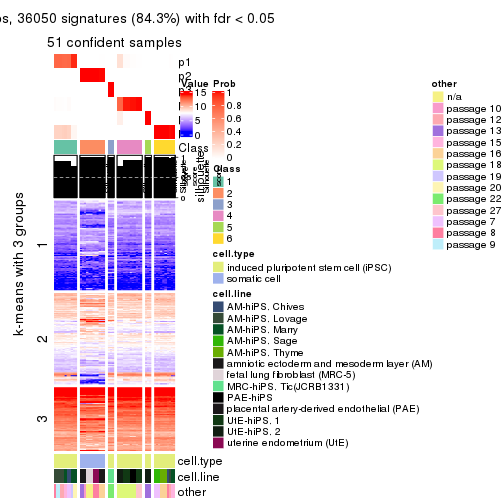 os, 36050 signatures (84.3%) with fdr < 0.05
51 confident samples
p1
p2
Value
15
10
5
0
Prob
1
0.8
0.6
0.4
0.2
0
Class
silhouette
1
0
Class
1
2
3
4
5
6
k-means with 3 groups
1
2
3
cell.type
induced pluripotent stem cell (iPSC)
somatic cell
cell.line
AM-hiPS, Chives
AM-hiPS, Lovage
AM-hiPS, Marry
AM-hiPS, Sage
AM-hiPS, Thyme
amniotic ectoderm and mesoderm layer (AM)
fetal lung fibroblast (MRC-5)
MRC-hiPS, Tic(JCRB1331)
PAE-hiPS
placental artery-derived endothelial (PAE)
UtE-hiPS, 1
UtE-hiPS, 2
uterine endometrium (UtE)
cell.type
cell.line
other
other
n/a
passage 10
passage 12
passage 13
passage 15
passage 16
passage 18
passage 19
passage 20
passage 22
passage 27
passage 7
passage 8
passage 9